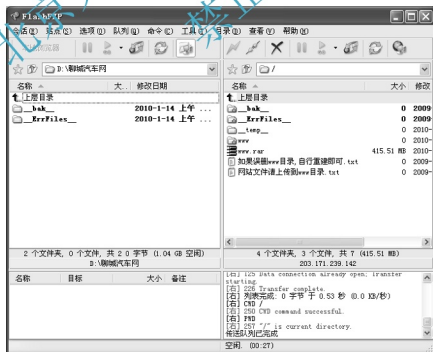 FlashFXP
会话(E) 站点(S) 选项(O) 队列(Q) 命令(C) 工具(T) 目录(D) 查看(V) 帮助(H)
浏览器
D:\聊城汽车网
/
名称 大.. 修改日期
上层目录
__bak__ 2010-1-14 上午 ...
__ErrFiles__ 2010-1-14 上午 ...
名称 大小 修改
上层目录
__bak__ 0 2009-
__ErrFiles__ 0 2009-
__temp__ 0 2010-
www 0 2010-
www.rar 415.51 MB 2010-
如果误删www目录,自行重建即可.txt 0 2009-
网站文件请上传到www目录.txt 0 2009-
2 个文件夹, 0 个文件, 共 2 0 字节 (1.04 GB 空闲)
D:\聊城汽车网
4 个文件夹, 3 个文件, 共 7 (415.51 MB)
203.171.239.142
名称 目标 大小 备注
[右] 125 Data connection already open; Transfer
starting.
[右] 226 Transfer complete.
[右] 列表完成: 0 字节 于 0.53 秒 (0.0 KB/秒)
[右] CWD /
[右] 250 CWD command successful.
[右] PWD
[右] 257 "/" is current directory.
传送队列已完成
空闲. (00:27)